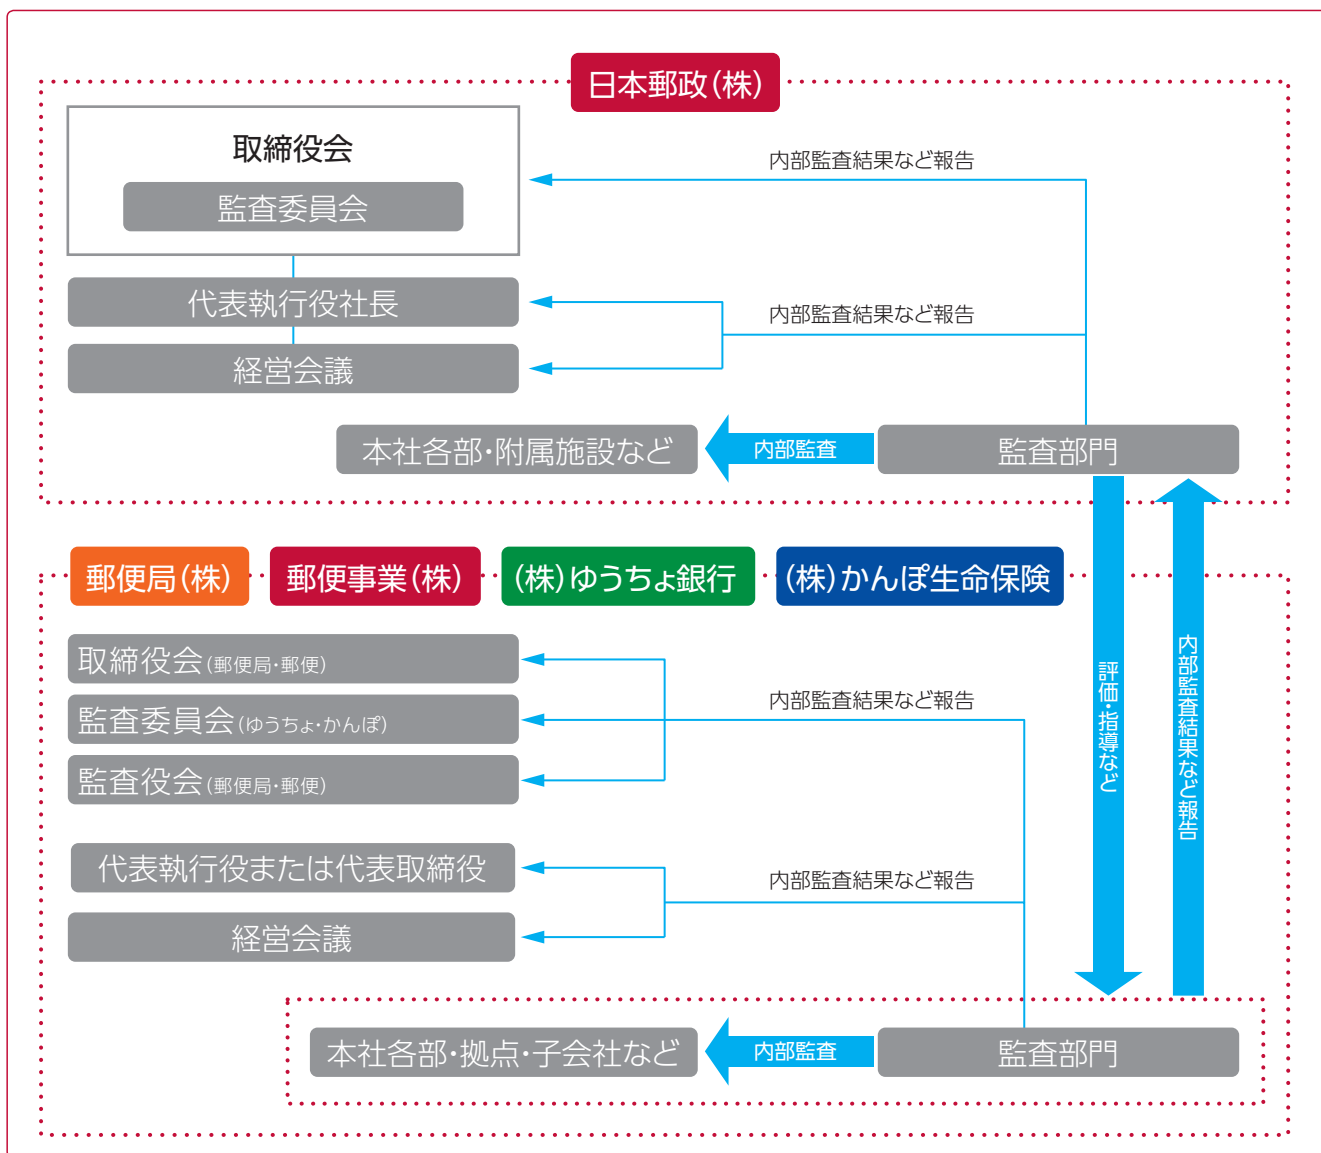 日本郵政(株)
取締役会
監査委員会
内部監査結果など報告
代表執行役社長
内部監査結果など報告
経営会議
本社各部・附属施設など
内部監査
監査部門
郵便局(株)
郵便事業(株)
(株)ゆうちょ銀行
(株)かんぽ生命保険
取締役会(郵便局・郵便)
監査委員会(ゆうちょ・かんぽ)
監査役会(郵便局・郵便)
内部監査結果など報告
代表執行役または代表取締役
経営会議
内部監査結果など報告
評価・指導など
内部監査結果など報告
本社各部・拠点・子会社など
内部監査
監査部門